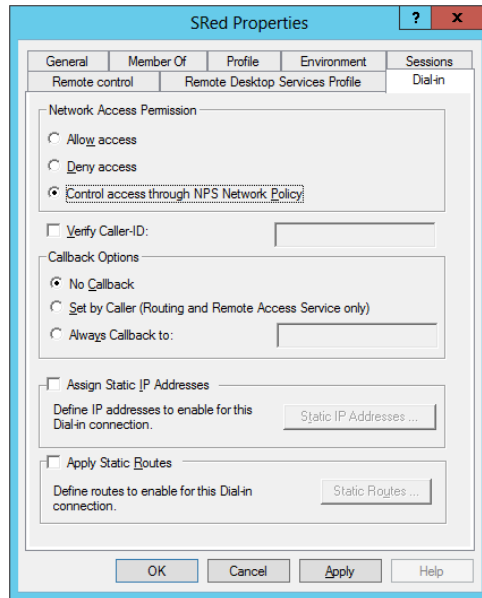 SRed Properties
? x
General Member Of Profile Environment Sessions
Remote control Remote Desktop Services Profile Dial-in
Network Access Permission
Allow access
Deny access
Control access through NPS Network Policy
Verify Caller-ID:
Callback Options
No Callback
Set by Caller (Routing and Remote Access Service only)
Always Callback to:
Assign Static IP Addresses
Define IP addresses to enable for this
Dial-in connection.
Static IP Addresses ...
Apply Static Routes
Define routes to enable for this Dial-in
connection.
Static Routes ...
OK Cancel Apply Help